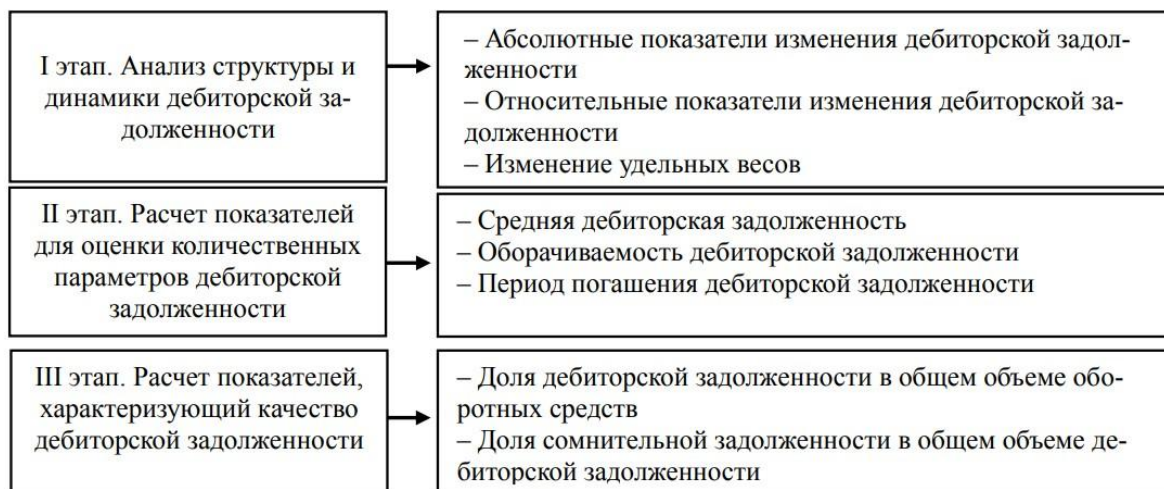 I этап. Анализ структуры и
динамики дебиторской за-
долженности
– Абсолютные показатели изменения дебиторской задол-
женности
– Относительные показатели изменения дебиторской за-
долженности
– Изменение удельных весов
II этап. Расчет показателей
для оценки количественных
параметров дебиторской
задолженности
– Средняя дебиторская задолженность
– Оборачиваемость дебиторской задолженности
– Период погашения дебиторской задолженности
III этап. Расчет показателей,
характеризующий качество
дебиторской задолженности
– Доля дебиторской задолженности в общем объеме обо-
ротных средств
– Доля сомнительной задолженности в общем объеме де-
биторской задолженности